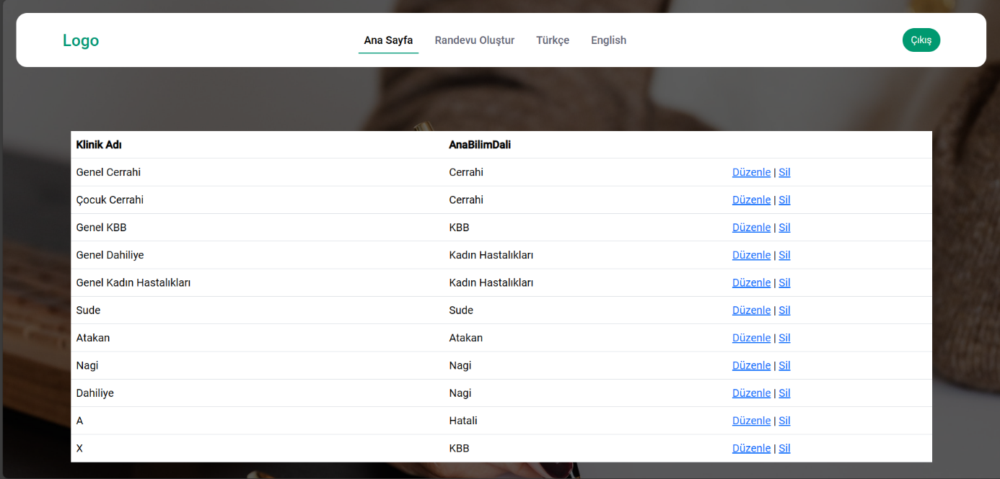 Logo
Ana Sayfa Randevu Oluştur Türkçe English
Çıkış
Klinik Adı AnaBilimDali
Genel Cerrahi Cerrahi Düzenle | Sil
Çocuk Cerrahi Cerrahi Düzenle | Sil
Genel KBB KBB Düzenle | Sil
Genel Dahiliye Kadın Hastalıkları Düzenle | Sil
Genel Kadın Hastalıkları Kadın Hastalıkları Düzenle | Sil
Sude Sude Düzenle | Sil
Atakan Atakan Düzenle | Sil
Nagi Nagi Düzenle | Sil
Dahiliye Nagi Düzenle | Sil
A Hatali Düzenle | Sil
X KBB Düzenle | Sil